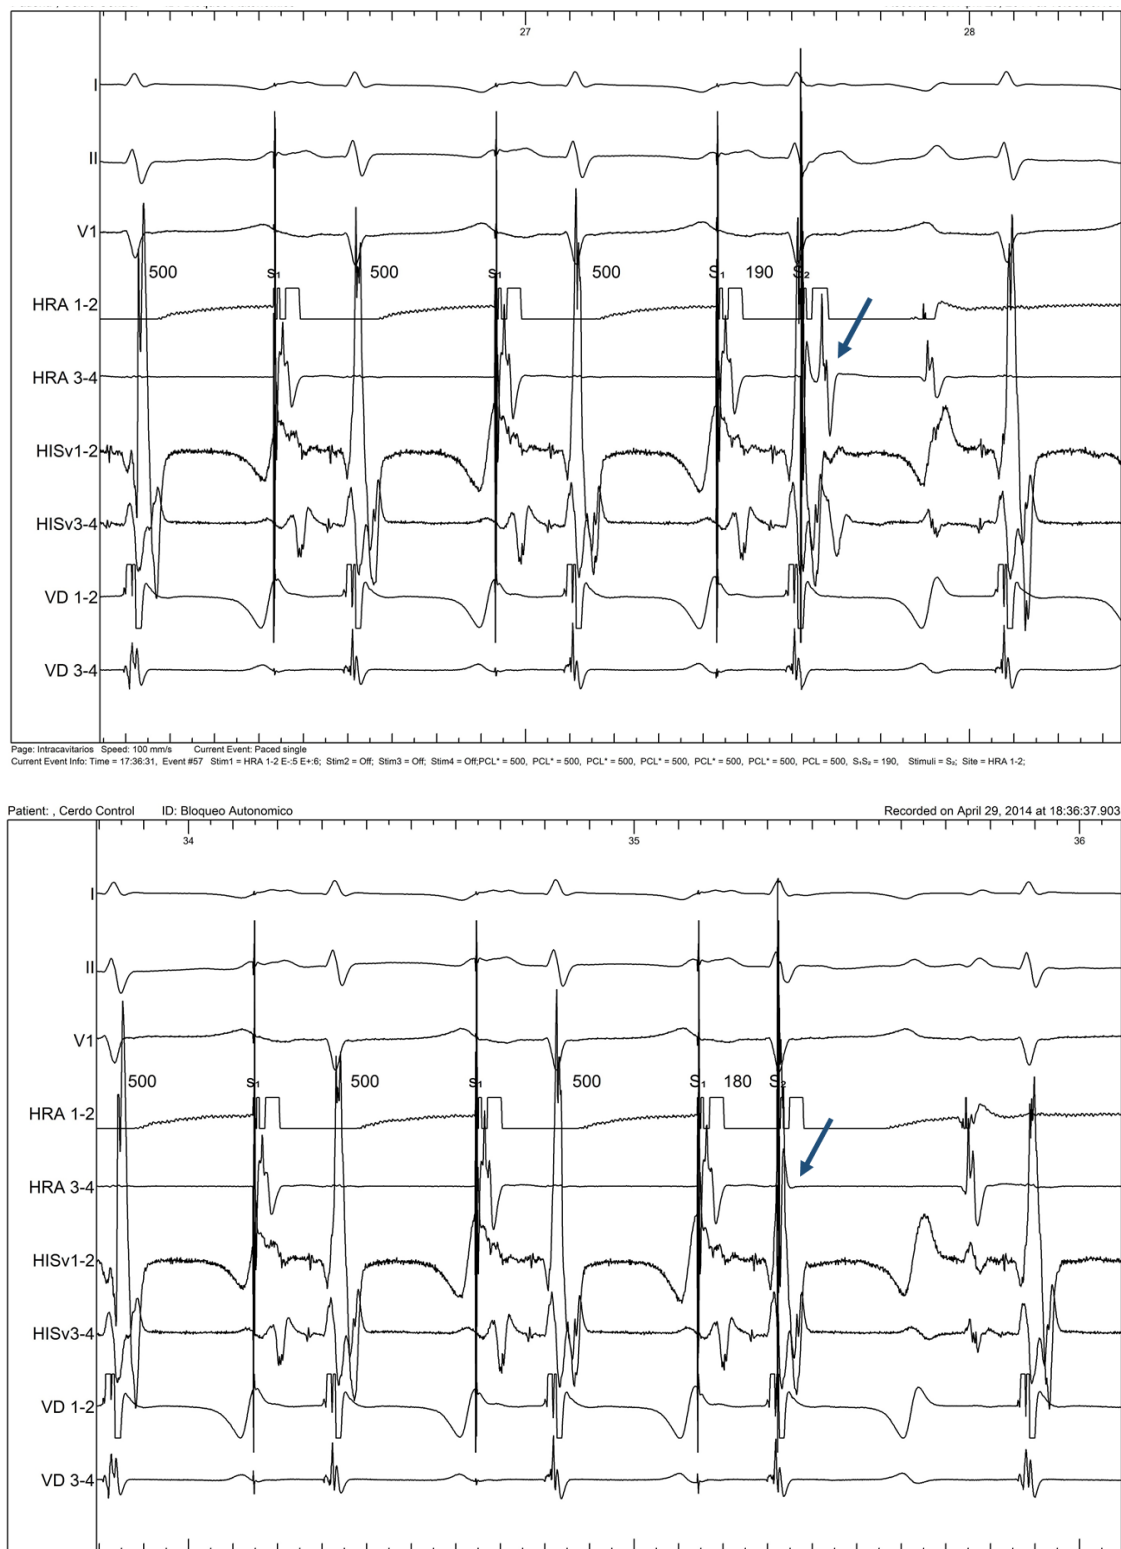 27 28
I
II
V1
500 S₁ 500 S₁ 500 S₁ 190 S₂
HRA 1-2
HRA 3-4
HISv1-2
HISv3-4
VD 1-2
VD 3-4
Page: Intracavitarios Speed: 100 mm/s Current Event: Paced single
Current Event Info: Time = 17:36:31, Event #57 Stim1 = HRA 1-2 E-:5 E+:6; Stim2 = Off; Stim3 = Off; Stim4 = Off;PCL* = 500, PCL* = 500, PCL* = 500, PCL* = 500, PCL* = 500, PCL* = 500, PCL* = 500, PCL = 500, S₁S₂ = 190, Stimuli = S₂; Site = HRA 1-2;
Patient: , Cerdo Control ID: Bloqueo Autonomico Recorded on April 29, 2014 at 18:36:37.903
34 35 36
I
II
V1
500 S₁ 500 S₁ 500 S₁ 180 S₂
HRA 1-2
HRA 3-4
HISv1-2
HISv3-4
VD 1-2
VD 3-4